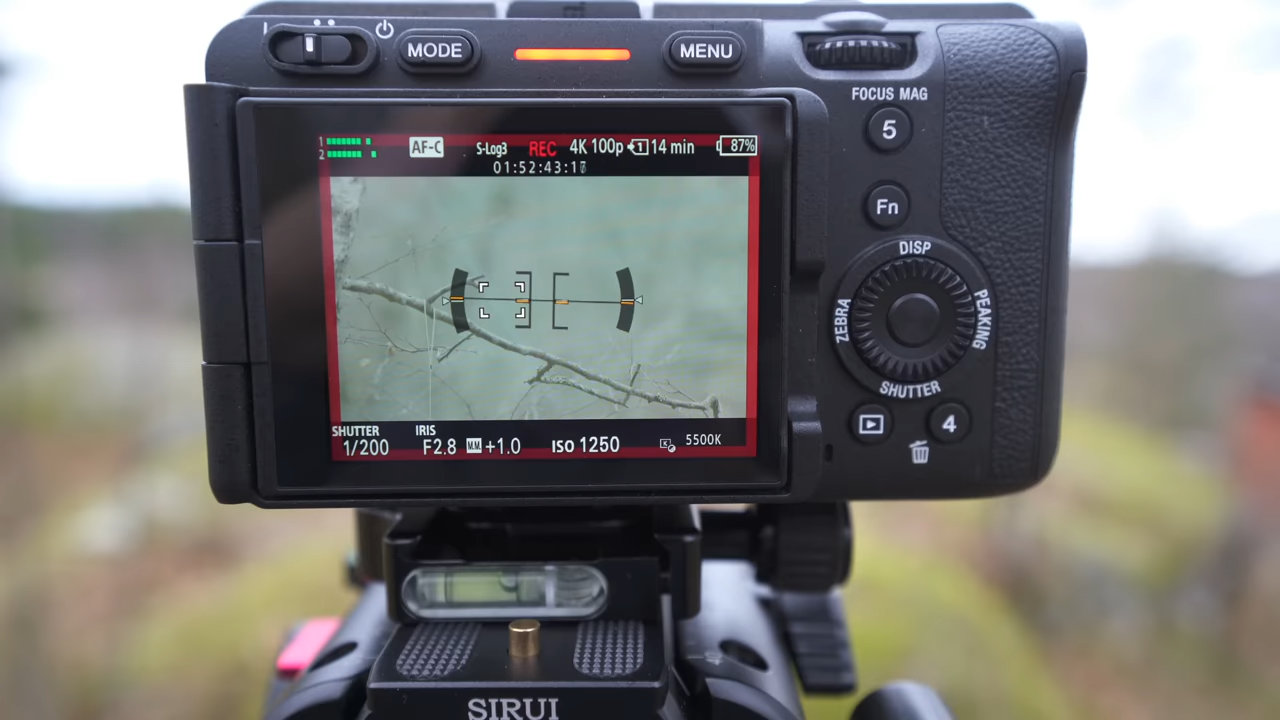 MODE
MENU
FOCUS MAG
5
Fn
DISP
ZEBRA
PEAKING
SHUTTER
4
1
2
AF-C
S-Log3 REC 4K 100p 1 14 min 87%
SHUTTER IRIS
1/200 F2.8 M.M. +1.0 ISO 1250 K 5500K
SIRUI